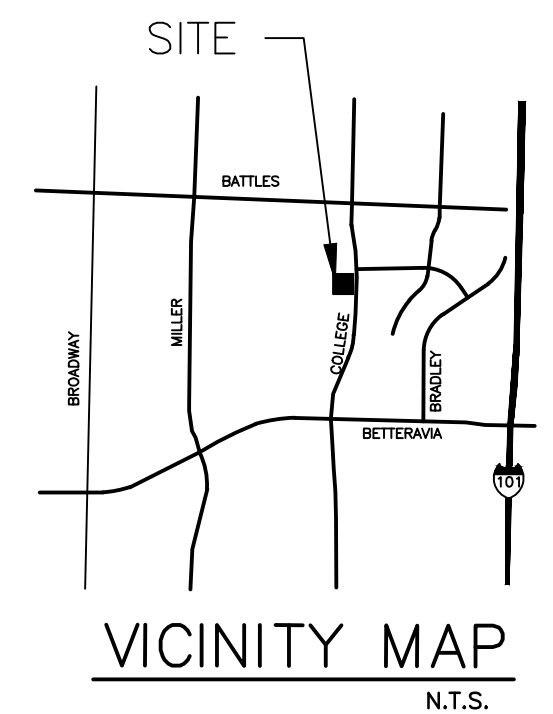 SITE
BATTLES
MILLER
BROADWAY
COLLEGE
BRADLEY
BETTERAVIA
101
VICINITY MAP
N.T.S.